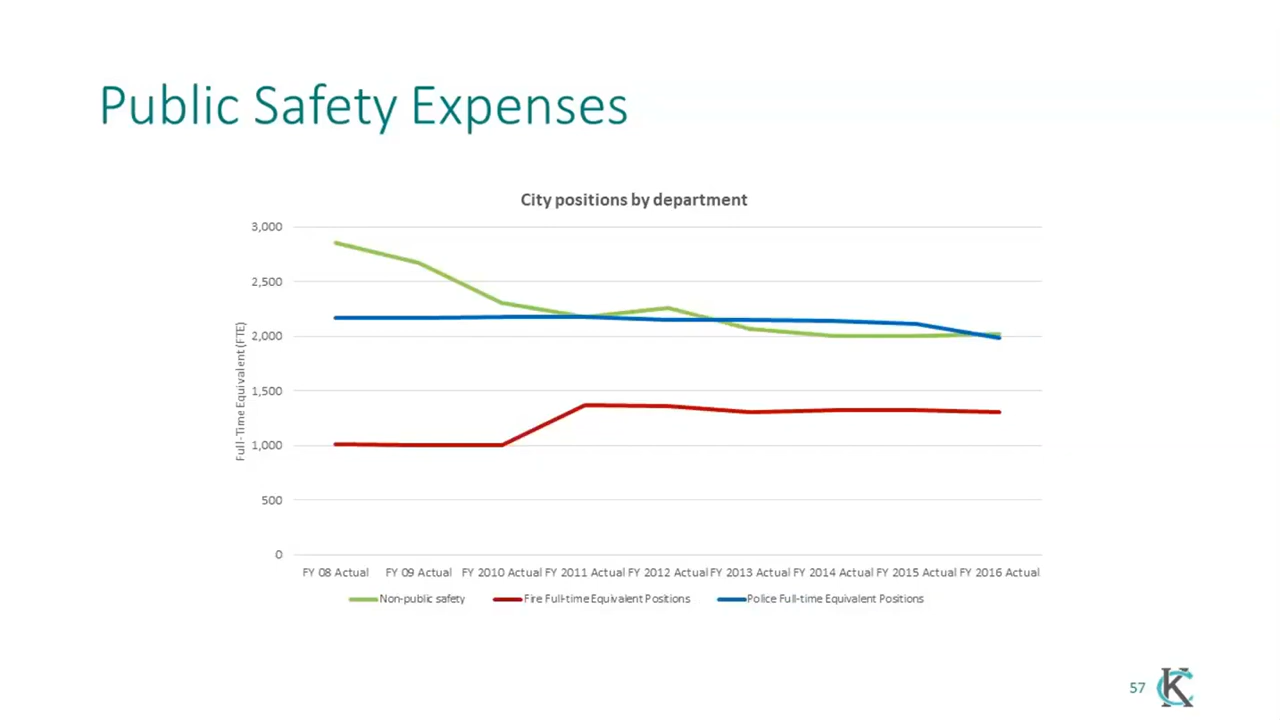 Public Safety Expenses
City positions by department
3,000
2,500
2,000
1,500
1,000
500
0
Full-Time Equivalent (FTE)
FY 08 Actual FY 09 Actual FY 2010 Actual FY 2011 Actual FY 2012 Actual FY 2013 Actual FY 2014 Actual FY 2015 Actual FY 2016 Actual
Non-public safety Fire Full-time Equivalent Positions Police Full-time Equivalent Positions
57 KC